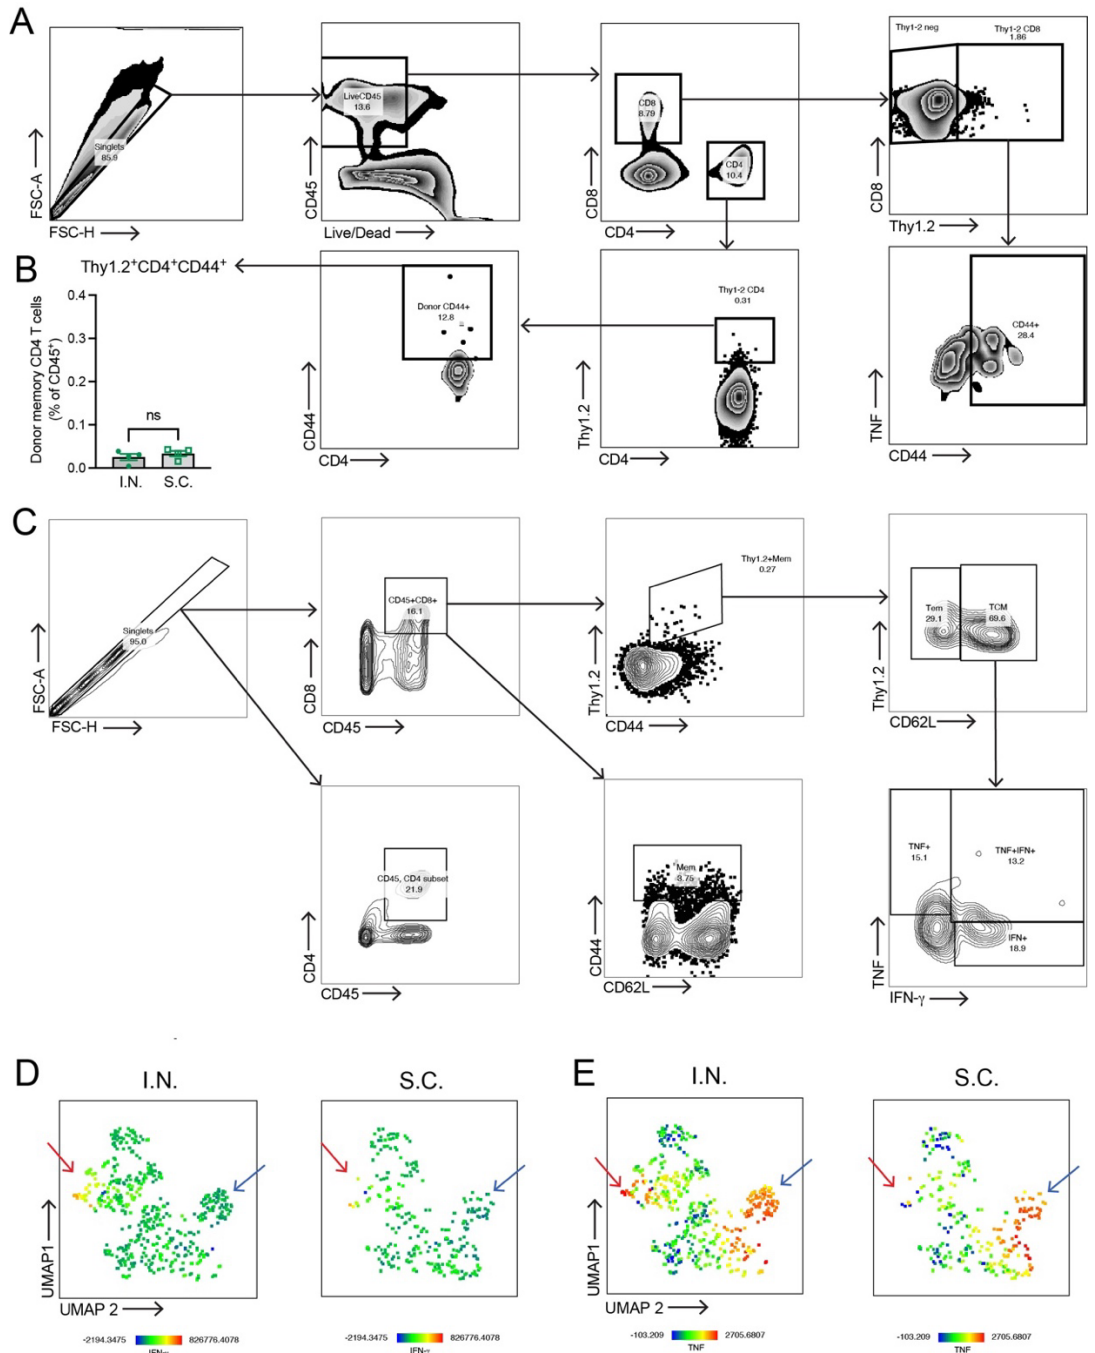 A
FSC-A
Singlets
85.9
FSC-H
CD45
LiveCD45
13.6
Live/Dead
CD8
CD8
8.79
CD4
10.4
CD4
CD8
Thy1-2 neg
Thy1-2 CD8
1.86
Thy1.2
B
Thy1.2+CD4+CD44+
Donor memory CD4 T cells
(% of CD45+)
0.4
0.3
0.2
0.1
0.0
ns
I.N.
S.C.
CD44
Donor CD44+
12.8
CD4
Thy1.2
Thy1-2 CD4
0.31
CD4
TNF
CD44+
28.4
CD44
C
FSC-A
Singlets
95.0
FSC-H
CD8
CD45+CD8+
16.1
CD45
Thy1.2
Thy1.2+Mem
0.27
CD44
Thy1.2
Tem
29.1
TCM
69.6
CD62L
CD4
CD45, CD4 subset
21.9
CD45
CD44
Mem
3.75
CD62L
TNF
TNF+
15.1
TNF+IFN+
13.2
IFN+
18.9
IFN-γ
D
I.N.
S.C.
UMAP1
UMAP 2
-2194.3475
826776.4078
IFN-γ
-2194.3475
826776.4078
IFN-γ
E
I.N.
S.C.
UMAP1
UMAP 2
-103.209
2705.6807
TNF
-103.209
2705.6807
TNF